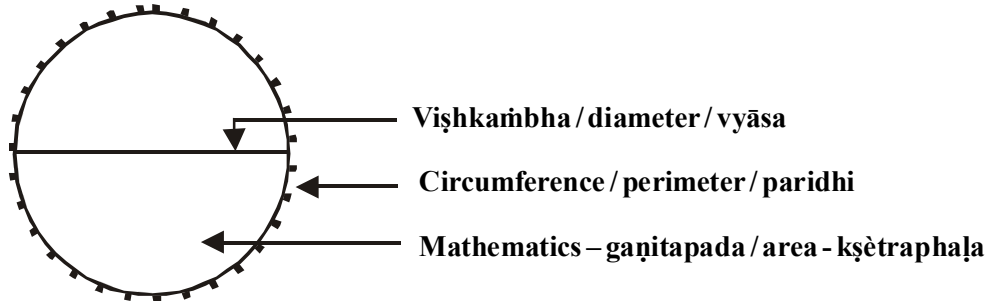 Viṣhkaṁbha / diameter / vyāsa
Circumference / perimeter / paridhi
Mathematics – gaṇitapada / area - kṣètraphaḷa